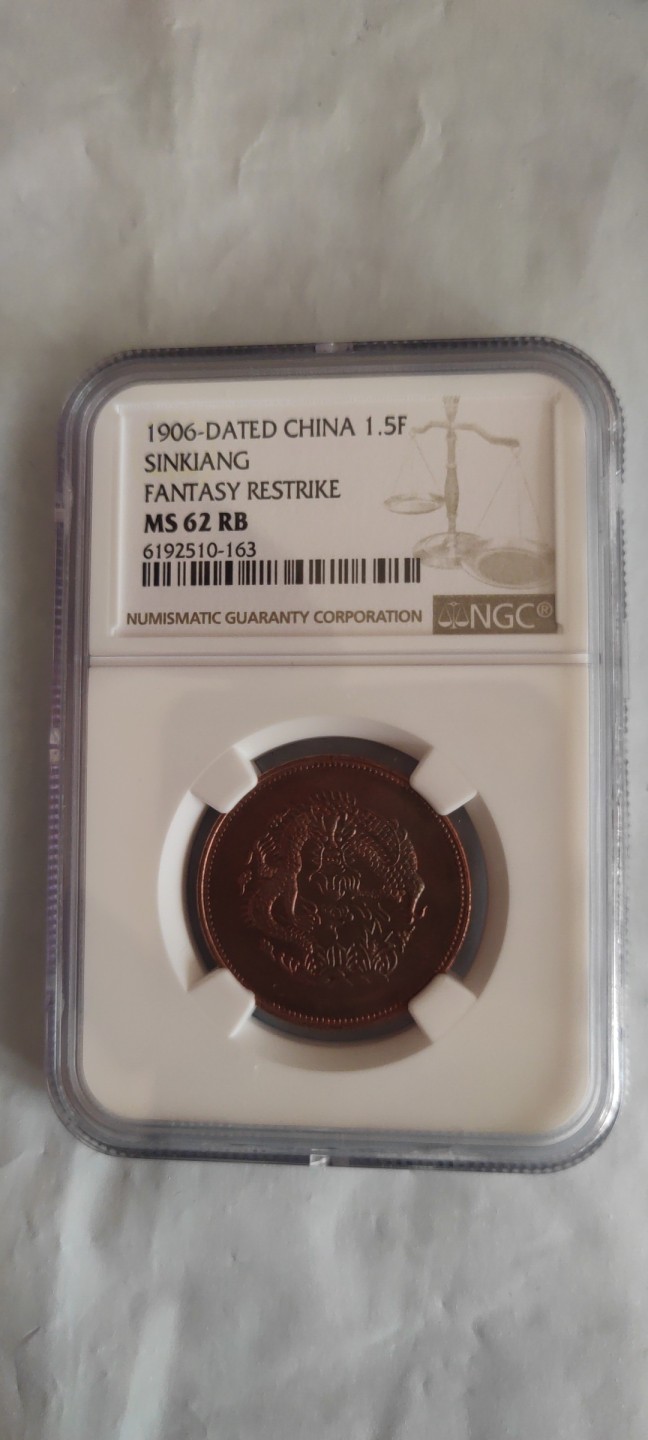 1906-DATED CHINA 1.5F
SINKIANG
FANTASY RESTRIKE
MS 62 RB
6192510-163
NUMISMATIC GUARANTY CORPORATION NGC®